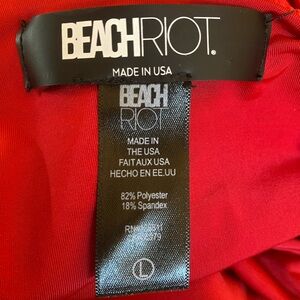 BEACHRIOT.
MADE IN USA
BEACH
RIOT
MADE IN
THE USA
FAIT AUX USA
HECHO EN EE.UU
82% Polyester
18% Spandex
L